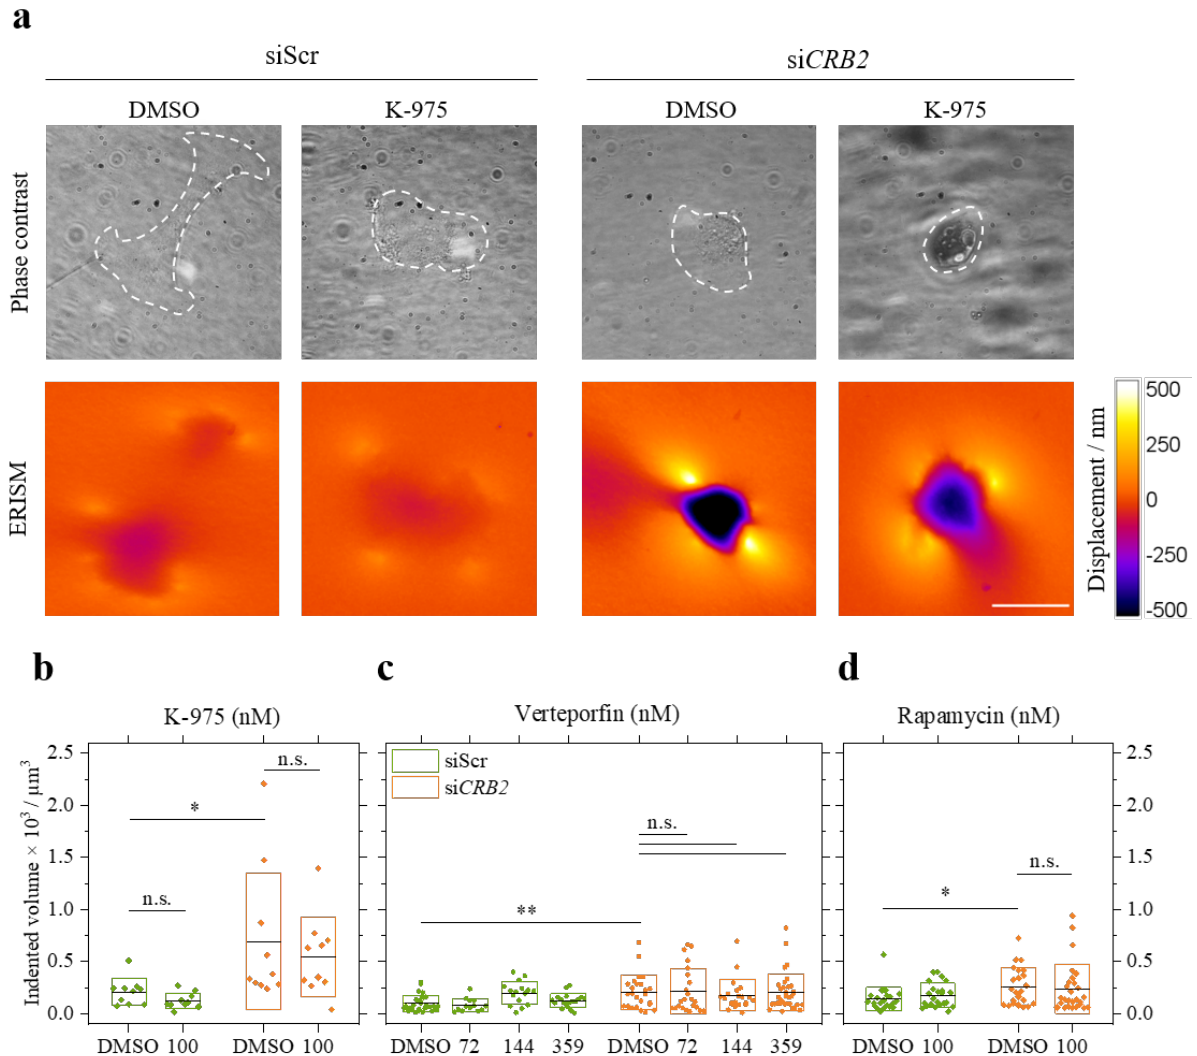 a
siScr
siCRB2
DMSO
K-975
DMSO
K-975
Phase contrast
ERISM
Displacement / nm
500
250
0
-250
-500
b
c
d
K-975 (nM)
Verteporfin (nM)
Rapamycin (nM)
Indented volume × 10³ / µm³
2.5
2.0
1.5
1.0
0.5
0.0
n.s.
*
n.s.
siScr
siCRB2
n.s.
**
n.s.
*
2.5
2.0
1.5
1.0
0.5
0.0
DMSO 100 DMSO 100
DMSO 72 144 359 DMSO 72 144 359
DMSO 100 DMSO 100